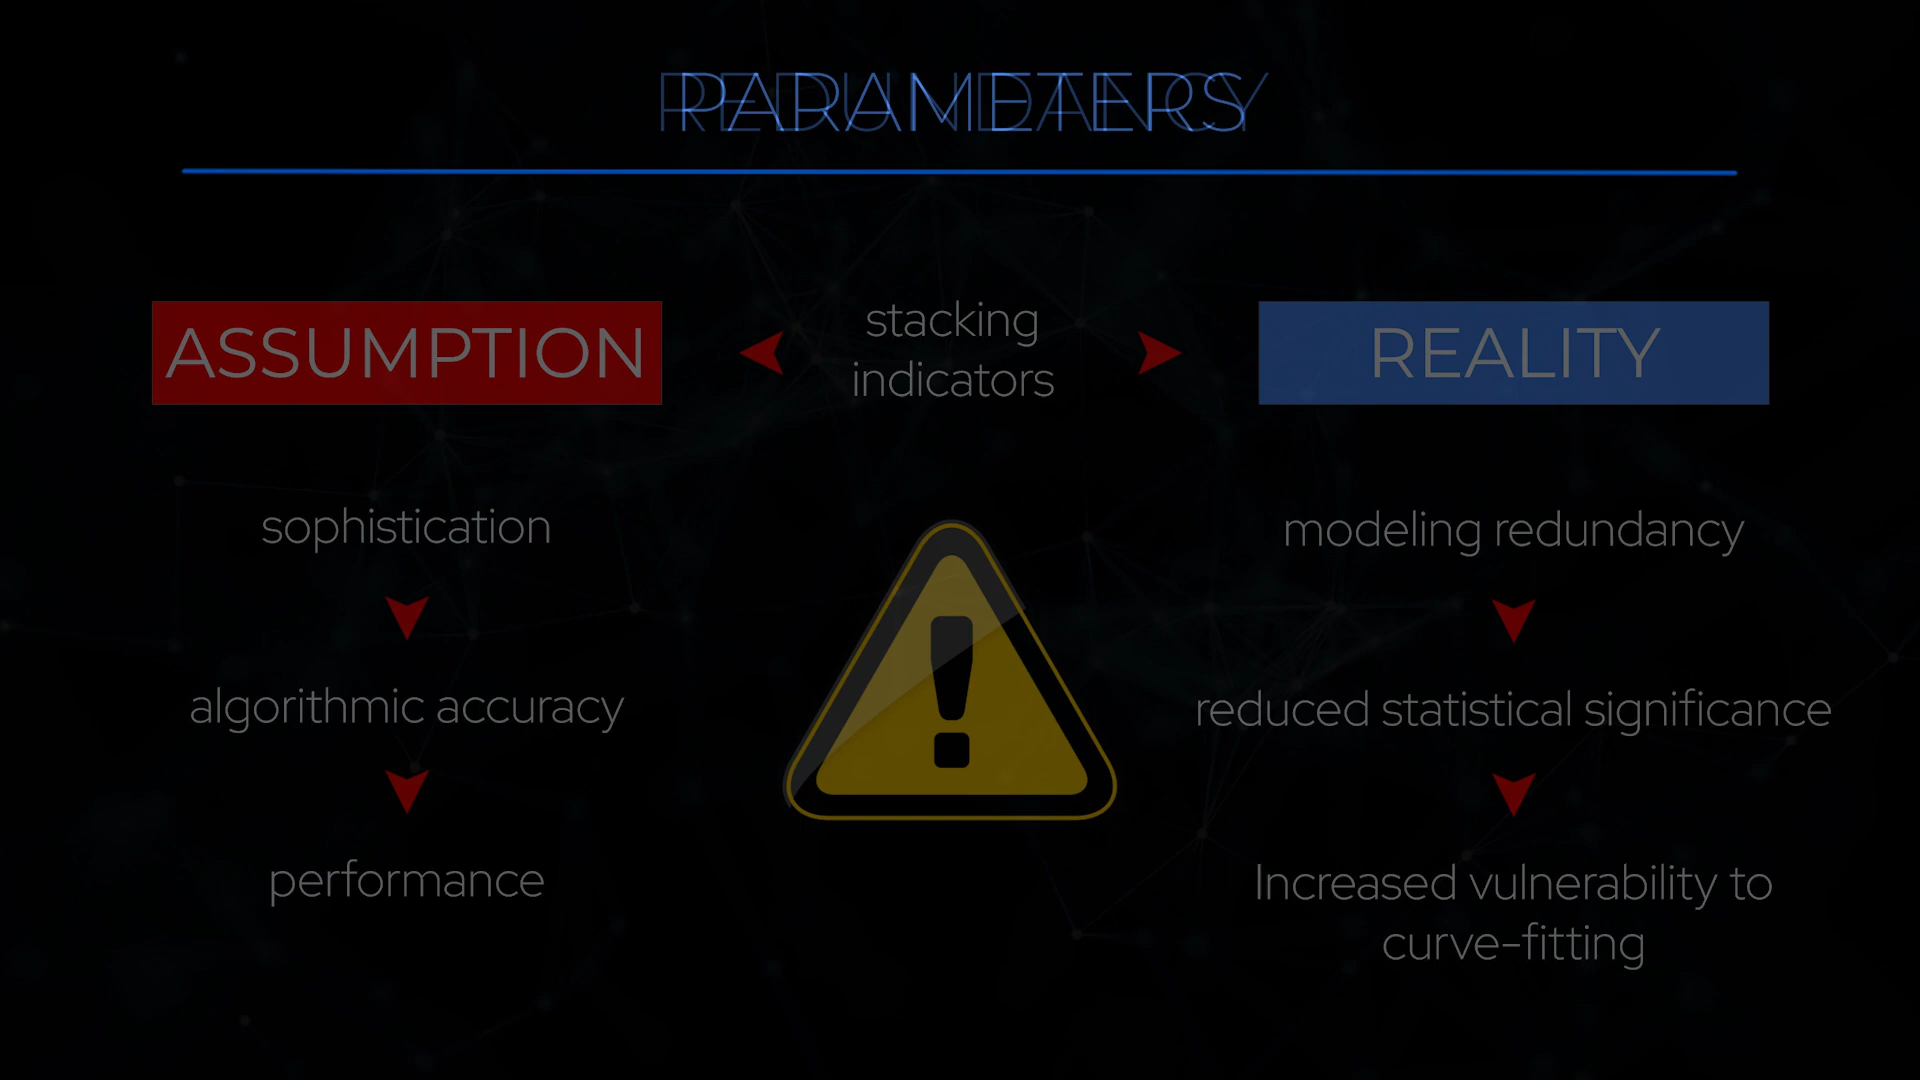 PARAMETERS
REDUNDANCY
ASSUMPTION
stacking
indicators
REALITY
sophistication
algorithmic accuracy
performance
modeling redundancy
reduced statistical significance
Increased vulnerability to
curve-fitting